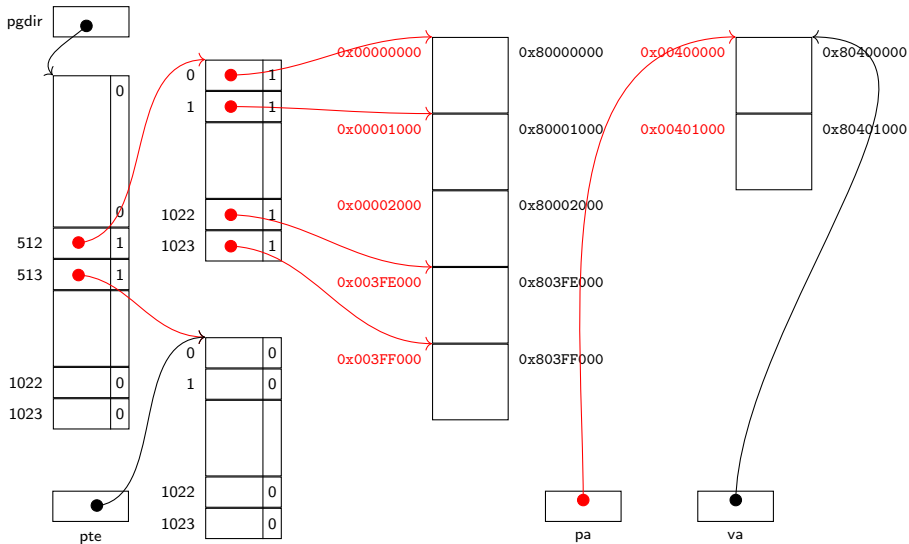 pgdir
0
0
512 1
513 1
1022 0
1023 0
pte
0 1
1 1
1022 1
1023 1
0 0
1 0
1022 0
1023 0
0x00000000 0x80000000
0x00001000 0x80001000
0x00002000 0x80002000
0x003FE000 0x803FE000
0x003FF000 0x803FF000
0x00400000 0x80400000
0x00401000 0x80401000
pa
va